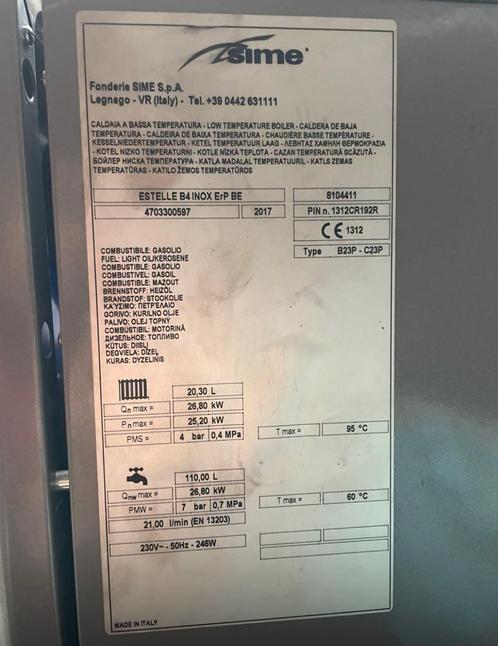 sime
Fonderie SIME S.p.A.
Legnago - VR (Italy) - Tel. +39 0442 631111
CALDAIA A BASSA TEMPERATURA - LOW TEMPERATURE BOILER - CALDERA DE BAJA
TEMPERATURA - CALDEIRA DE BAIXA TEMPERATURA - CHAUDIÈRE BASSE TEMPÉRATURE -
KESSELNIEDERTEMPERATUR - KETEL TEMPERATUUR LAAG - ΛΕΒΗΤΑΣ ΧΑΜΗΛΗ ΘΕΡΜΟΚΡΑΣΙΑ
- KOTEL NIZKO TEMPERATURNI - KOTLE NÍZKA TEPLOTA - CAZAN TEMPERATURĂ SCĂZUTĂ -
БОЙЛЕР НИСКА ТЕМПЕРАТУРА - KATLA MADALAL TEMPERATUURIL - KATLS ZEMAS
TEMPERATŪRAS - KATILO ŽEMOS TEMPERATŪROS
ESTELLE B4 INOX ErP BE 8104411
4703300597 2017 PIN n. 1312CR192R
CE 1312
Type B23P - C23P
COMBUSTIBILE: GASOLIO
FUEL: LIGHT OIL/KEROSENE
COMBUSTIBLE: GASOLIO
COMBUSTÍVEL: GASOIL
COMBUSTIBLE: MAZOUT
BRENNSTOFF: HEIZÖL
BRANDSTOF: STOOKOLIE
ΚΑΎΣΙΜΟ: ΠΕΤΡΈΛΑΙΟ
GORIVO: KURILNO OLJE
PALIVO: OLEJ TOPNÝ
COMBUSTIBIL: MOTORINĂ
ДИЗЕЛЬНОЕ: ТОПЛИВО
KÜTUS: DIISLI
DEGVIELA: DĪZEĻ
KURAS: DYZELINIS
20,30 L
Qn max = 26,80 kW
Pn max = 25,20 kW
PMS = 4 bar 0,4 MPa T max = 95 °C
110,00 L
Qnw max = 26,80 kW T max = 60 °C
PMW = 7 bar 0,7 MPa
21,00 l/min (EN 13203)
230V~ - 50Hz - 246W
MADE IN ITALY